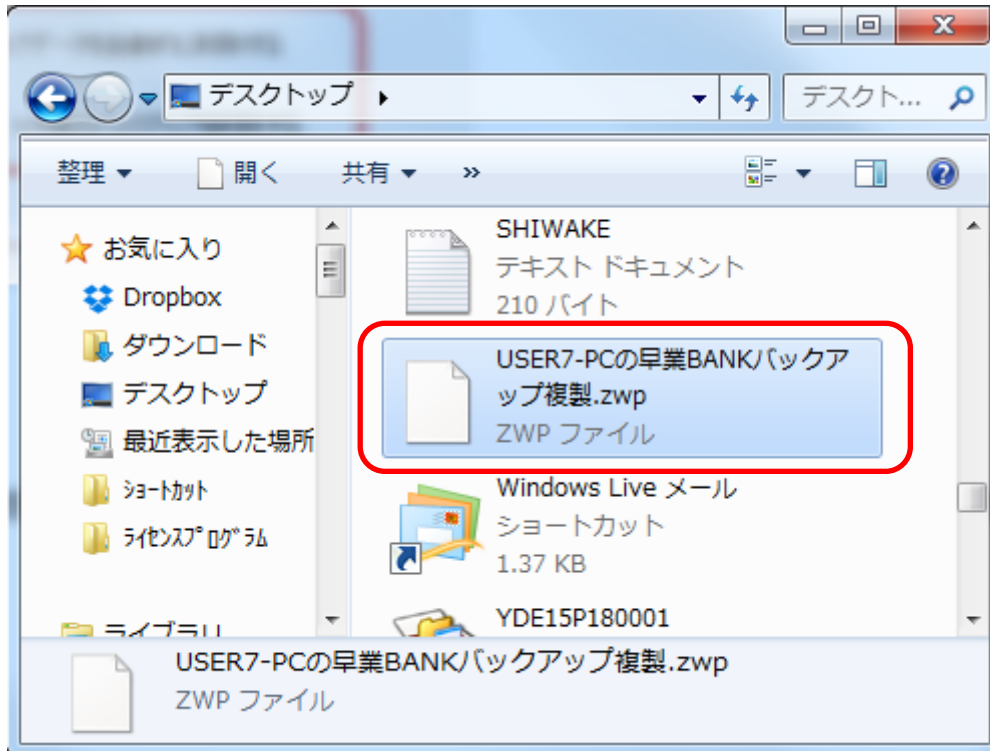 デスクトップ
デスクト...
整理
開く
共有
»
お気に入り
Dropbox
ダウンロード
デスクトップ
最近表示した場所
ｼｮｰﾄｶｯﾄ
ﾗｲｾﾝｽﾌﾟﾛｸﾞﾗﾑ
ライブラリ
SHIWAKE
テキスト ドキュメント
210 バイト
USER7-PCの早業BANKバックア
ップ複製.zwp
ZWP ファイル
Windows Live メール
ショートカット
1.37 KB
YDE15P180001
USER7-PCの早業BANKバックアップ複製.zwp
ZWP ファイル